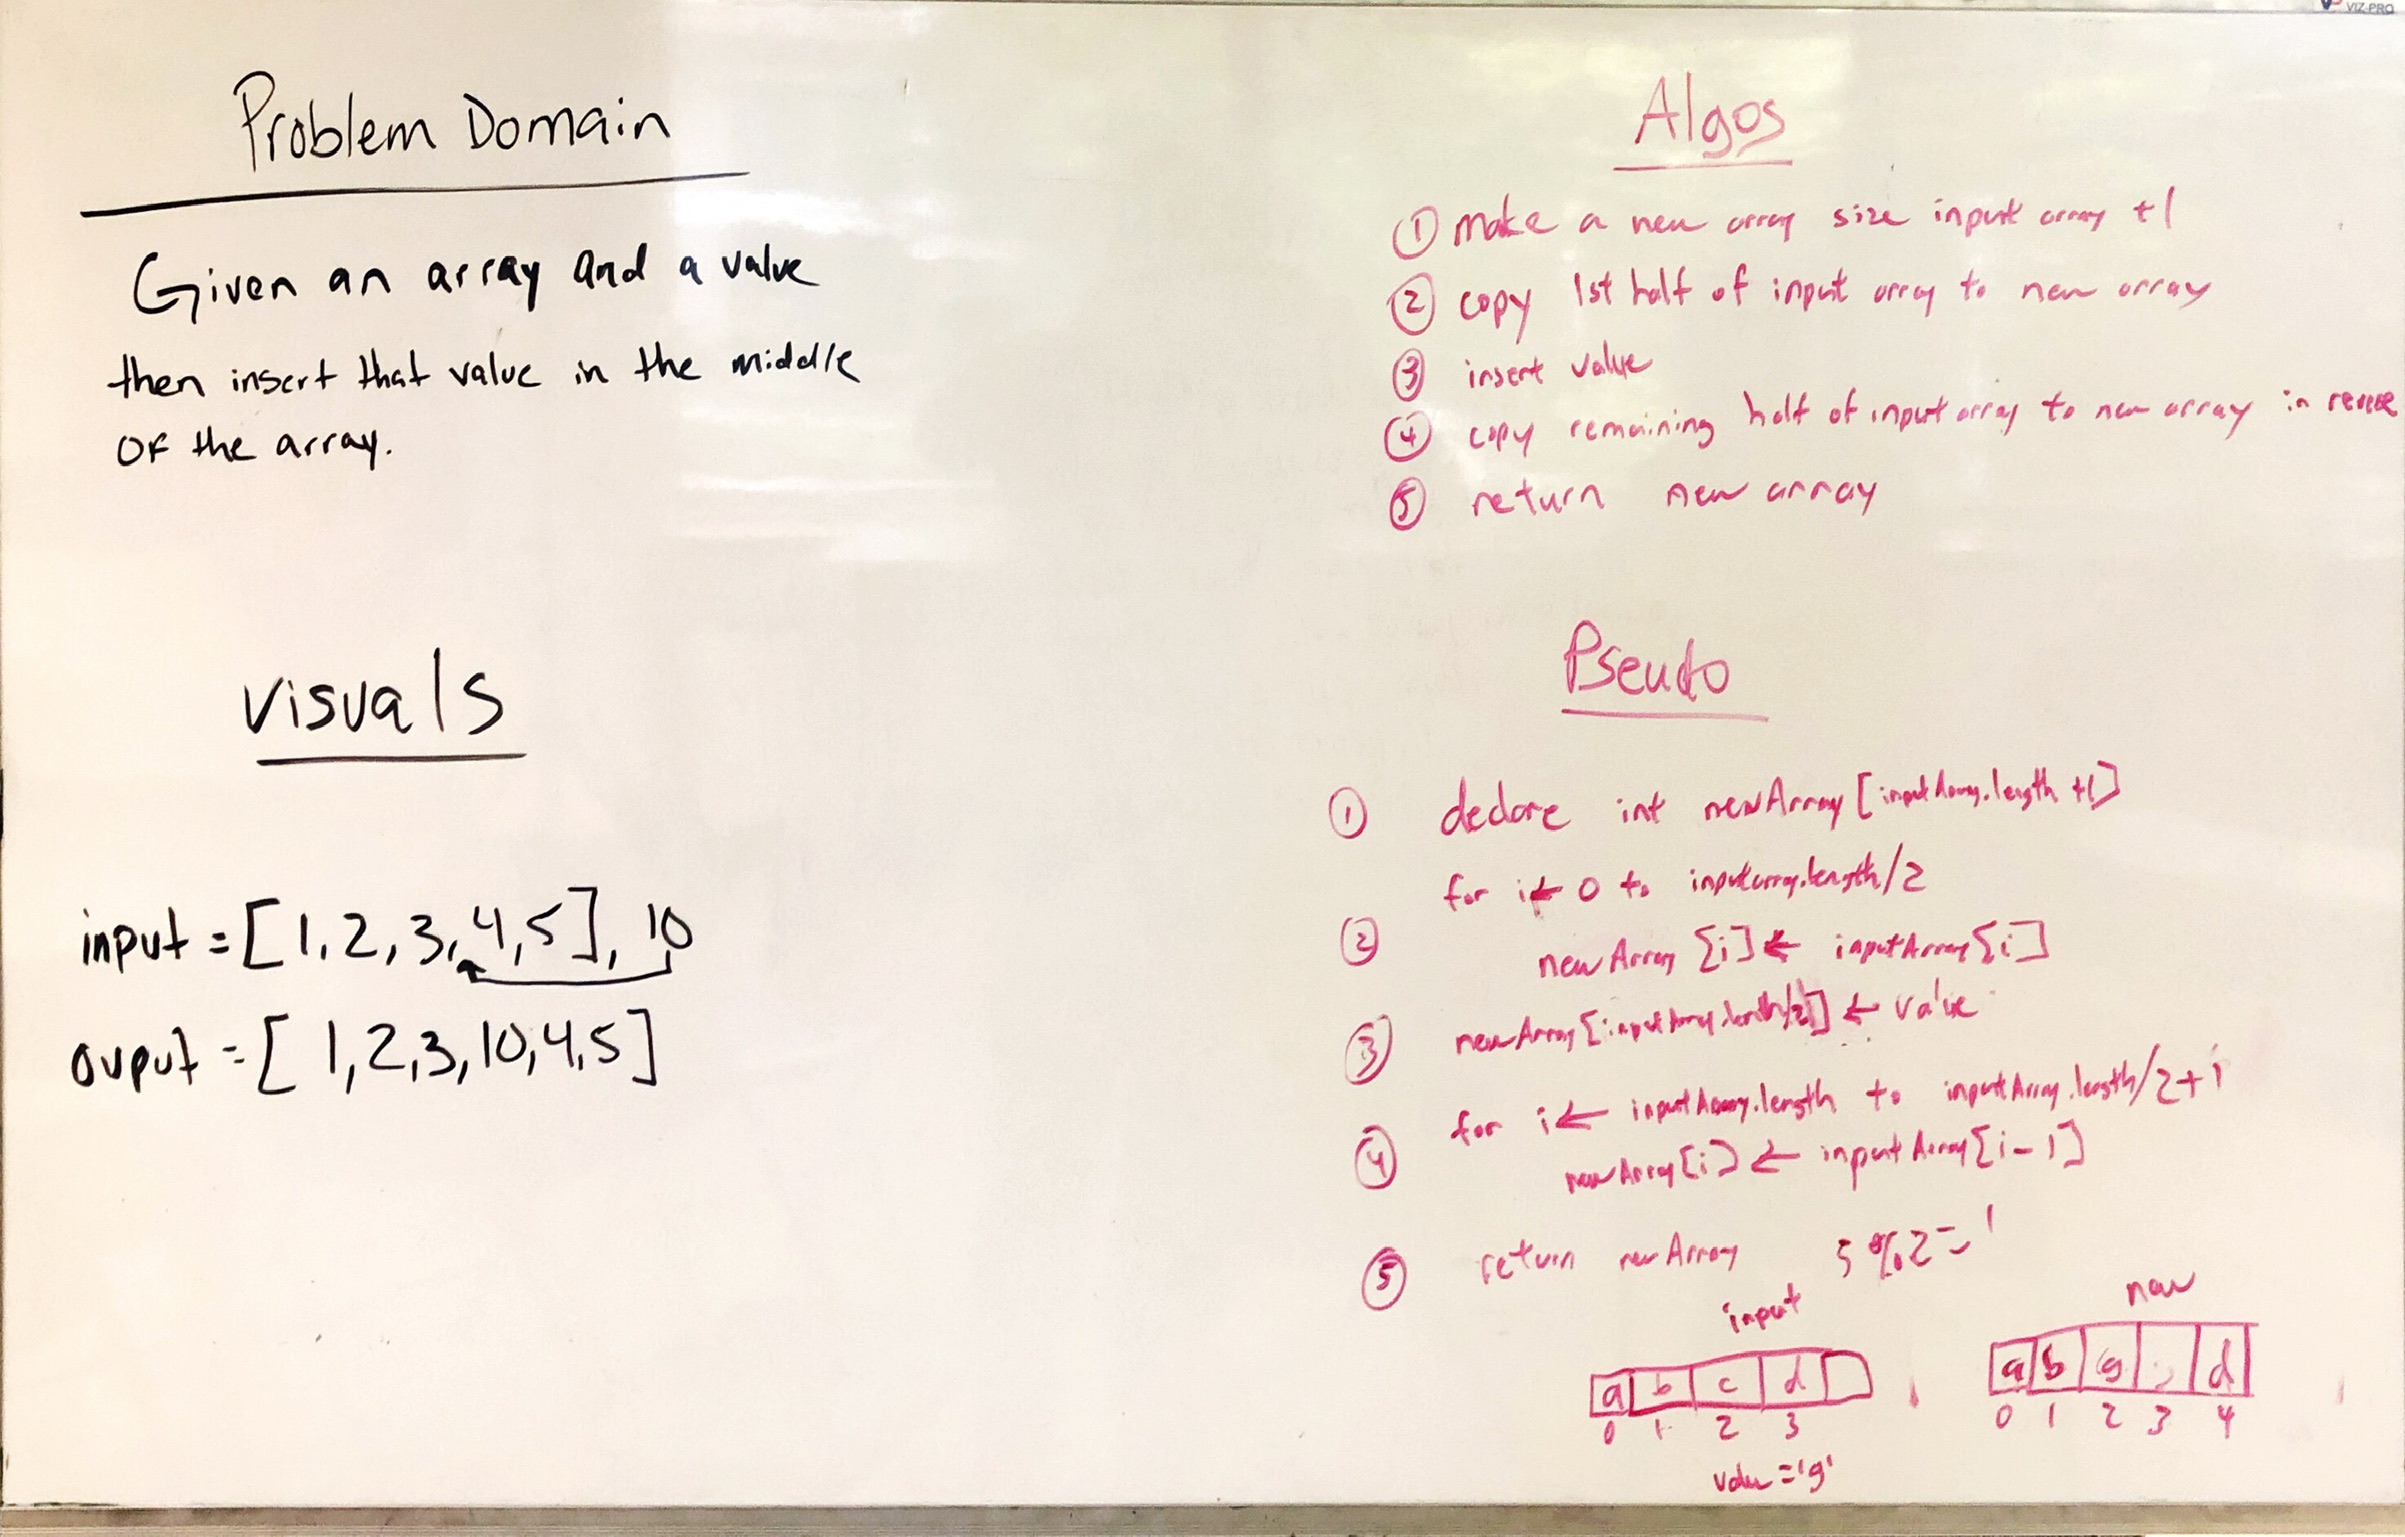 VIZ-PRO
Problem Domain
Given an array and a value
then insert that value in the middle
of the array.
Visuals
input = [1, 2, 3, 4, 5], 10
ouput = [1, 2, 3, 10, 4, 5]
Algos
① make a new array size input array +1
② copy 1st half of input array to new array
③ insert value
④ copy remaining half of input array to new array in reverse
⑤ return new array
Pseudo
① declare int newArray [inputArray.length +1]
for i ← 0 to inputarray.length/2
② newArray [i] ← inputArray[i]
③ newArray[inputArray.length/2] ← value
for i ← inputArray.length to inputArray.length/2+1
④ newArray[i] ← inputArray[i-1]
⑤ return newArray 5%2=1
input
a b c d
0 1 2 3
value = 'g'
new
a b g d
0 1 2 3 4